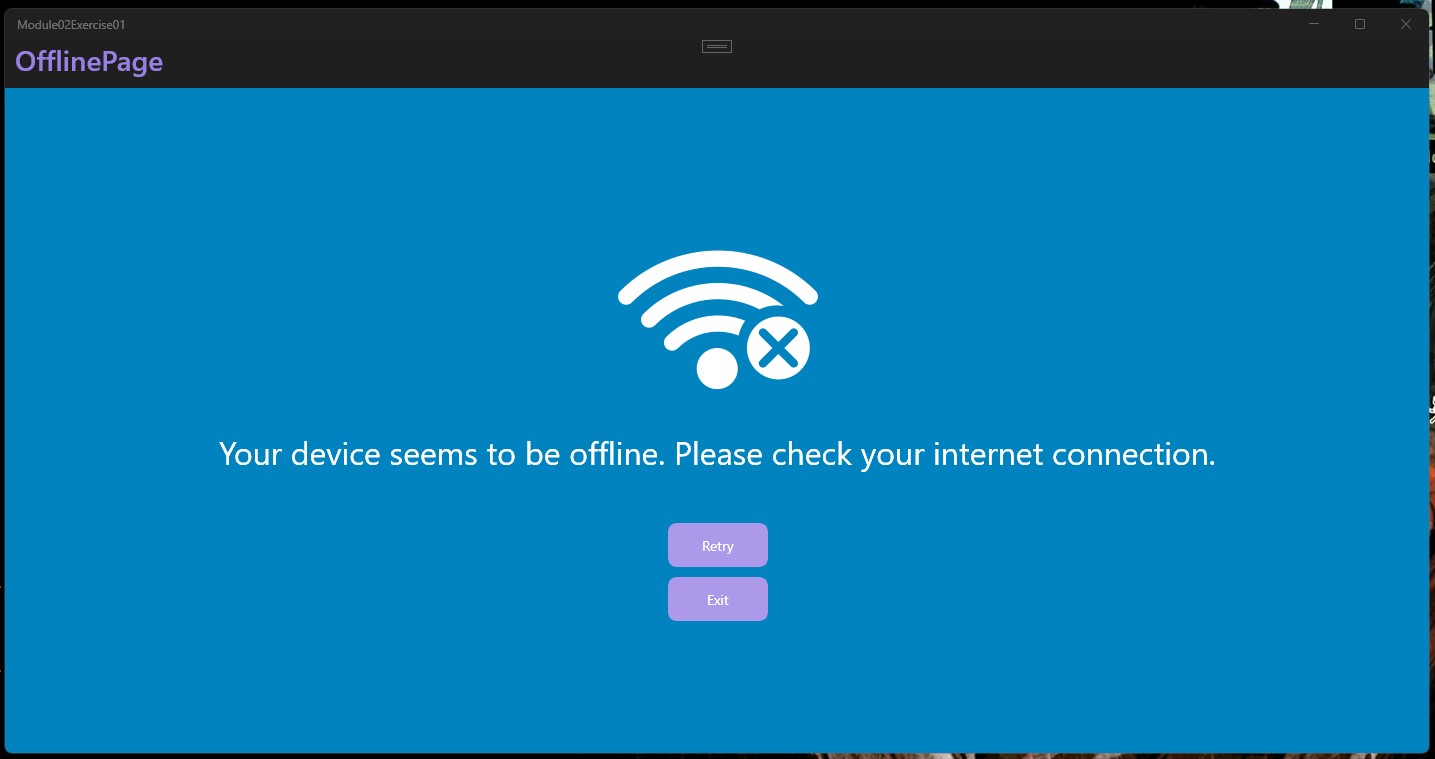 Module02Exercise01
OfflinePage
Your device seems to be offline. Please check your internet connection.
Retry
Exit